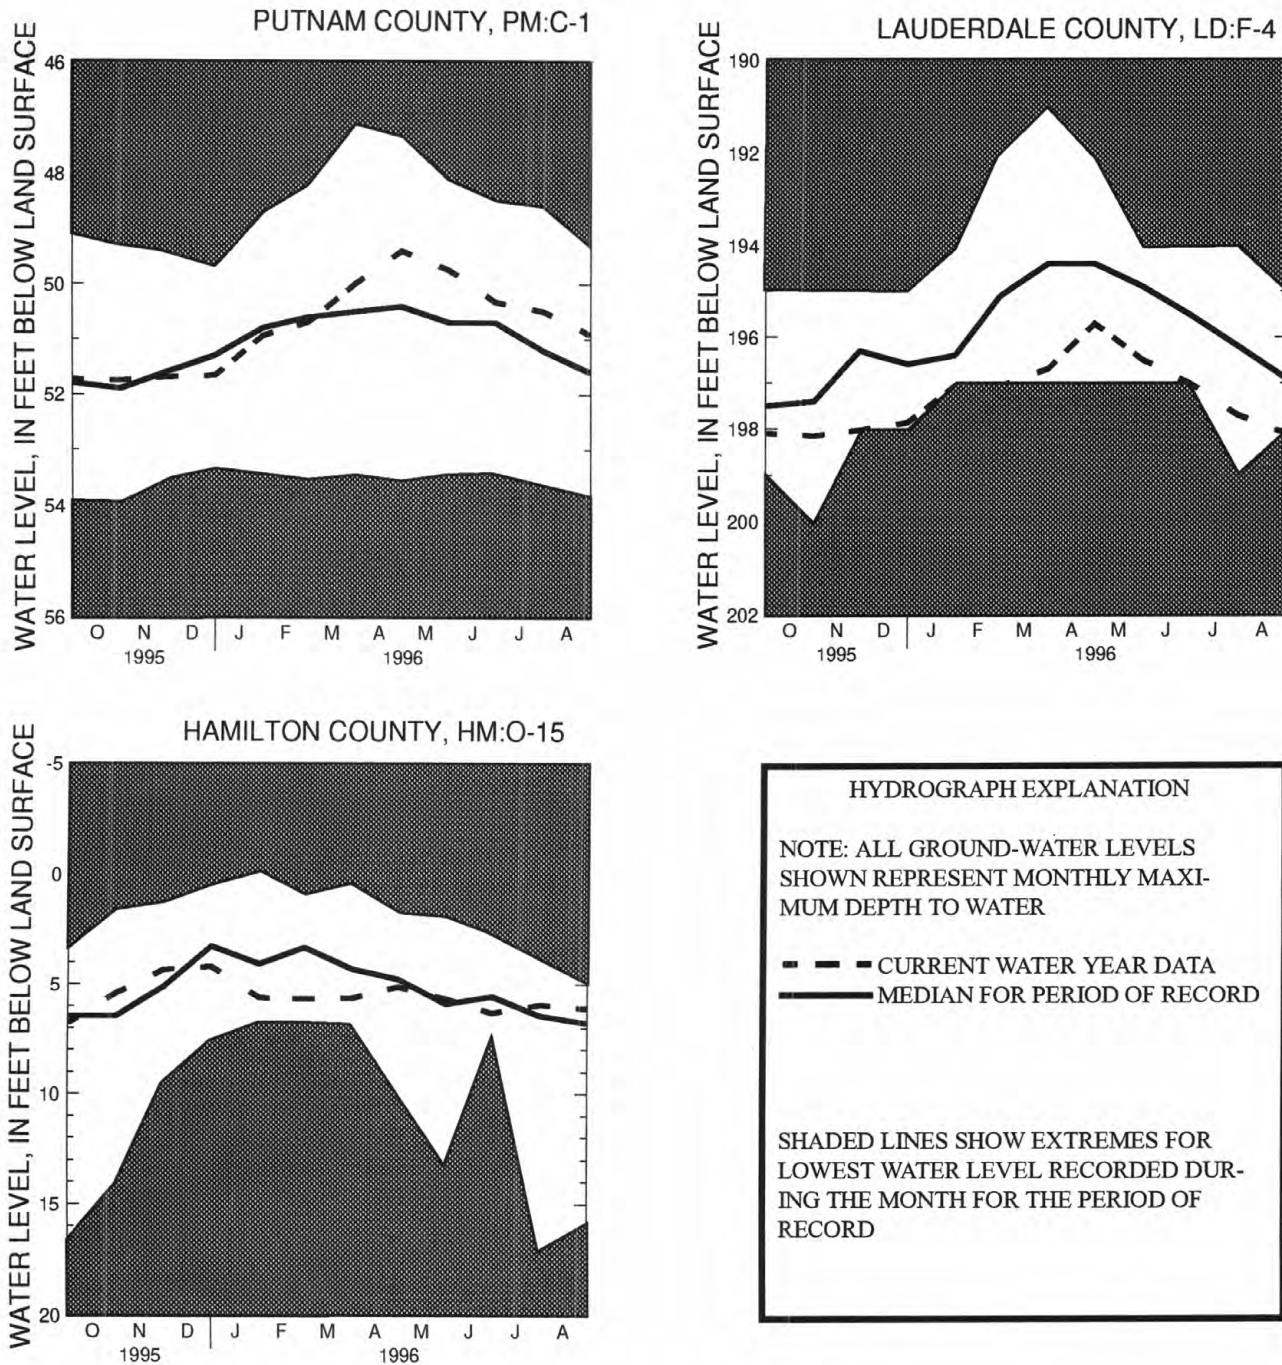 PUTNAM COUNTY, PM:C-1
WATER LEVEL, IN FEET BELOW LAND SURFACE
46
48
50
52
54
56
O N D J F M A M J J A
1995 1996
LAUDERDALE COUNTY, LD:F-4
WATER LEVEL, IN FEET BELOW LAND SURFACE
190
192
194
196
198
200
202
O N D J F M A M J J A
1995 1996
HAMILTON COUNTY, HM:O-15
WATER LEVEL, IN FEET BELOW LAND SURFACE
-5
0
5
10
15
20
O N D J F M A M J J A
1995 1996
HYDROGRAPH EXPLANATION
NOTE: ALL GROUND-WATER LEVELS
SHOWN REPRESENT MONTHLY MAXI-
MUM DEPTH TO WATER
CURRENT WATER YEAR DATA
MEDIAN FOR PERIOD OF RECORD
SHADED LINES SHOW EXTREMES FOR
LOWEST WATER LEVEL RECORDED DUR-
ING THE MONTH FOR THE PERIOD OF
RECORD